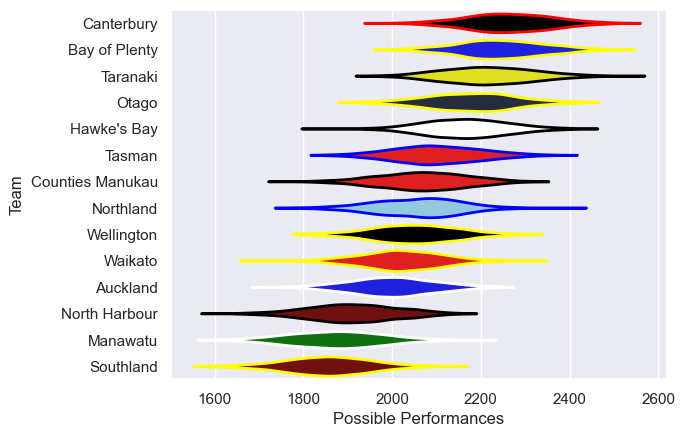 Canterbury
Bay of Plenty
Taranaki
Otago
Hawke's Bay
Tasman
Counties Manukau
Northland
Wellington
Waikato
Auckland
North Harbour
Manawatu
Southland
Team
1600 1800 2000 2200 2400 2600
Possible Performances